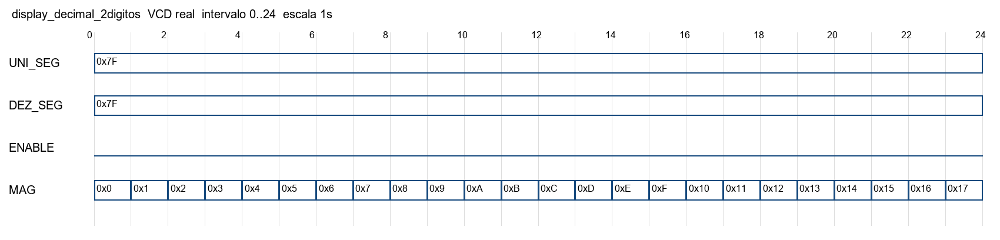 display_decimal_2digitos  VCD real  intervalo 0..24  escala 1s
0 2 4 6 8 10 12 14 16 18 20 22 24
UNI_SEG 0x7F
DEZ_SEG 0x7F
ENABLE
MAG 0x0 0x1 0x2 0x3 0x4 0x5 0x6 0x7 0x8 0x9 0xA 0xB 0xC 0xD 0xE 0xF 0x10 0x11 0x12 0x13 0x14 0x15 0x16 0x17